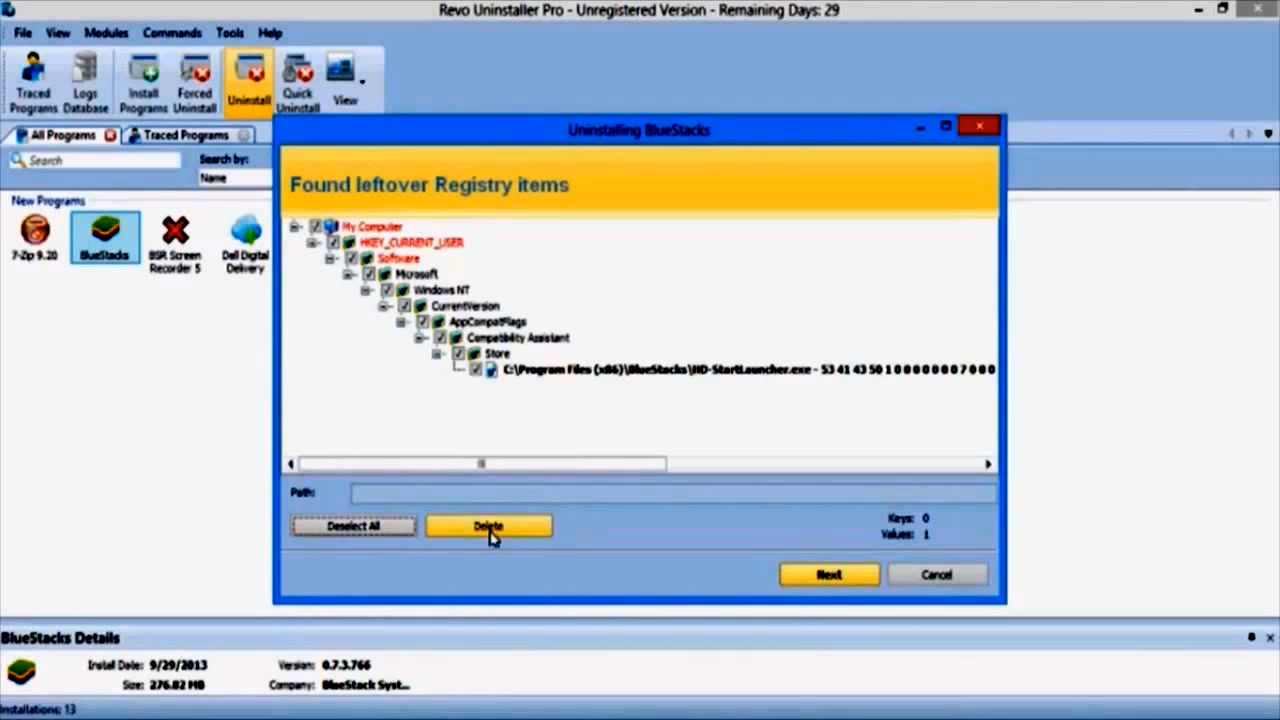 Revo Uninstaller Pro - Unregistered Version - Remaining Days: 29
File View Modules Commands Tools Help
Traced Programs
Logs Database
Install Programs
Forced Uninstall
Uninstall
Quick Uninstall
View
All Programs
Traced Programs
Search
Search by:
Name
New Programs
7-Zip 9.20
BlueStacks
BSR Screen Recorder 5
Dell Digital Delivery
Uninstalling BlueStacks
Found leftover Registry items
My Computer
HKEY_CURRENT_USER
Software
Microsoft
Windows NT
CurrentVersion
AppCompatFlags
Compatibility Assistant
Store
C:\Program Files (x86)\BlueStacks\HD-StartLauncher.exe - 53 41 43 50 1 0 0 0 0 0 0 0 7 0 0 0
Path:
Deselect All
Delete
Keys: 0
Values: 1
Next
Cancel
BlueStacks Details
Install Date: 9/29/2013
Version: 0.7.3.766
Size: 276.82 MB
Company: BlueStack Syst...
Installations: 13